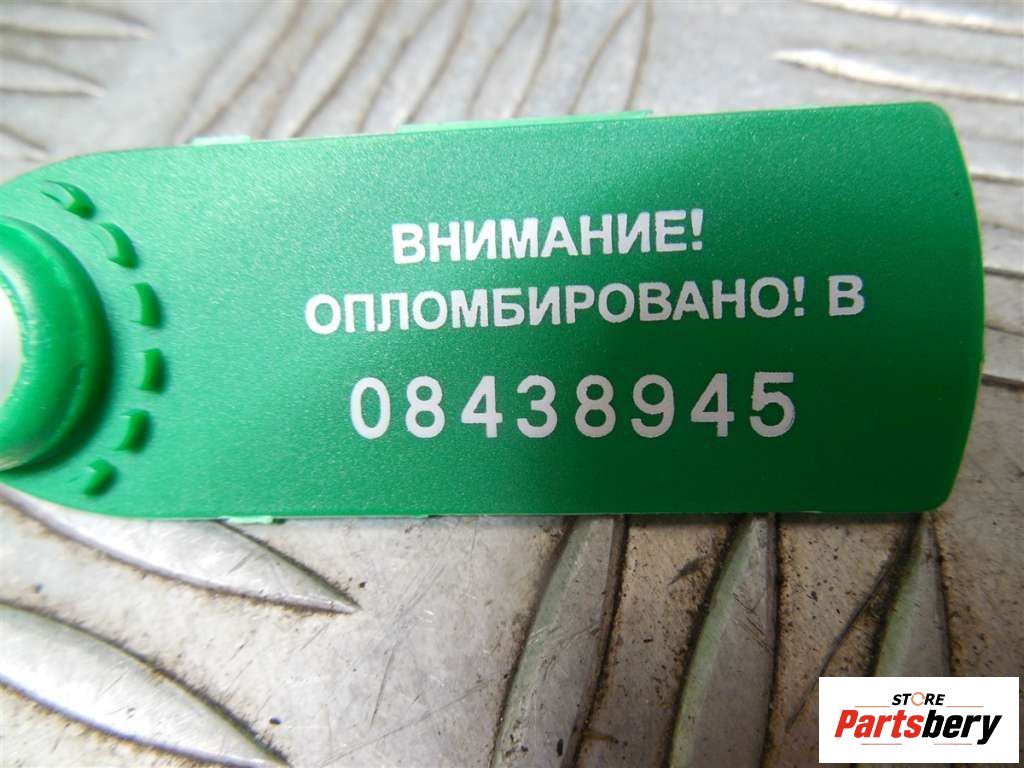 ВНИМАНИЕ!
ОПЛОМБИРОВАНО! В
08438945
STORE
Partsbery